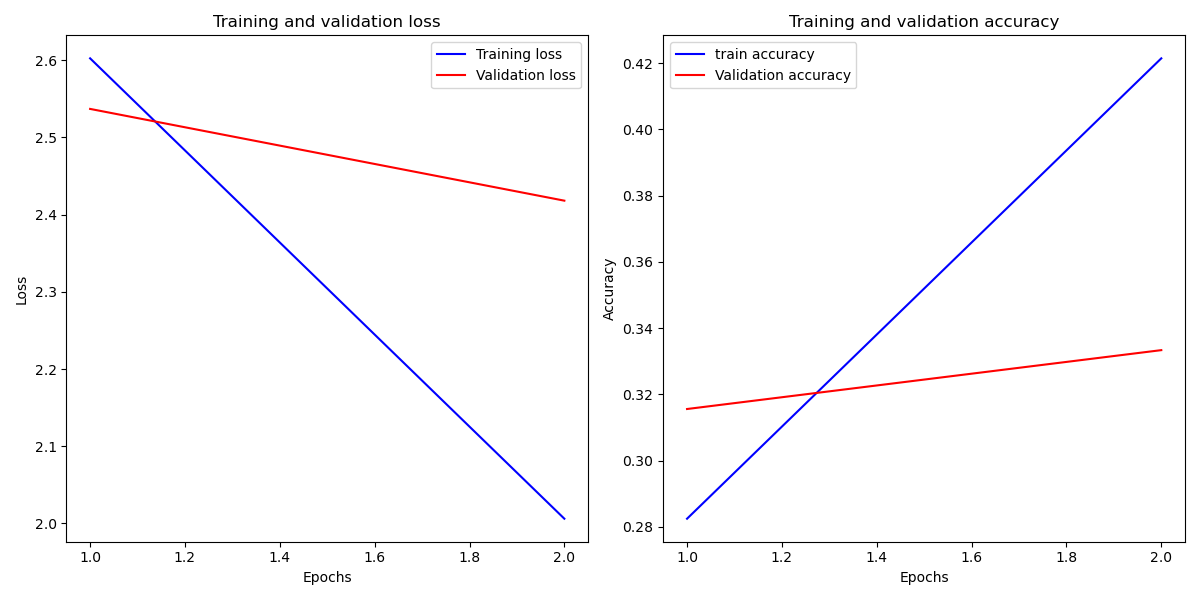 Training and validation loss
Training loss
Validation loss
2.6
2.5
2.4
2.3
2.2
2.1
2.0
Loss
1.0 1.2 1.4 1.6 1.8 2.0
Epochs
Training and validation accuracy
train accuracy
Validation accuracy
0.42
0.40
0.38
0.36
0.34
0.32
0.30
0.28
Accuracy
1.0 1.2 1.4 1.6 1.8 2.0
Epochs